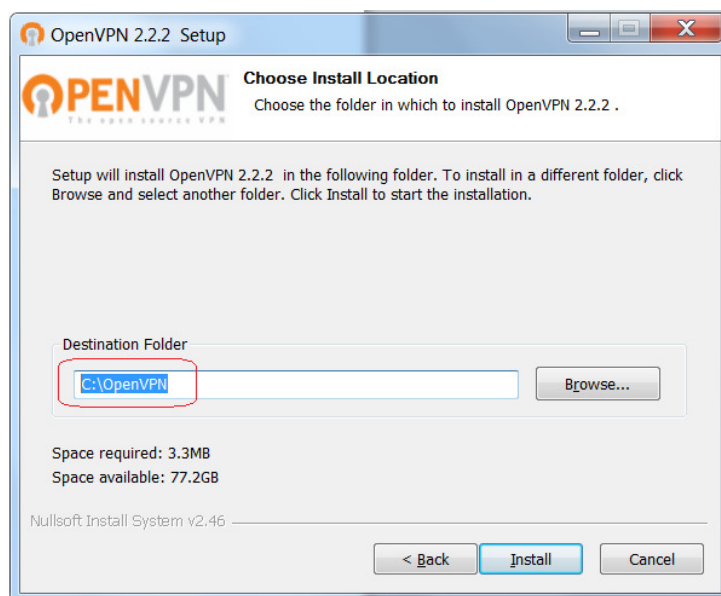 OpenVPN 2.2.2 Setup
OPENVPN
The open source VPN
Choose Install Location
Choose the folder in which to install OpenVPN 2.2.2 .
Setup will install OpenVPN 2.2.2 in the following folder. To install in a different folder, click
Browse and select another folder. Click Install to start the installation.
Destination Folder
C:\OpenVPN
Browse...
Space required: 3.3MB
Space available: 77.2GB
Nullsoft Install System v2.46
< Back Install Cancel